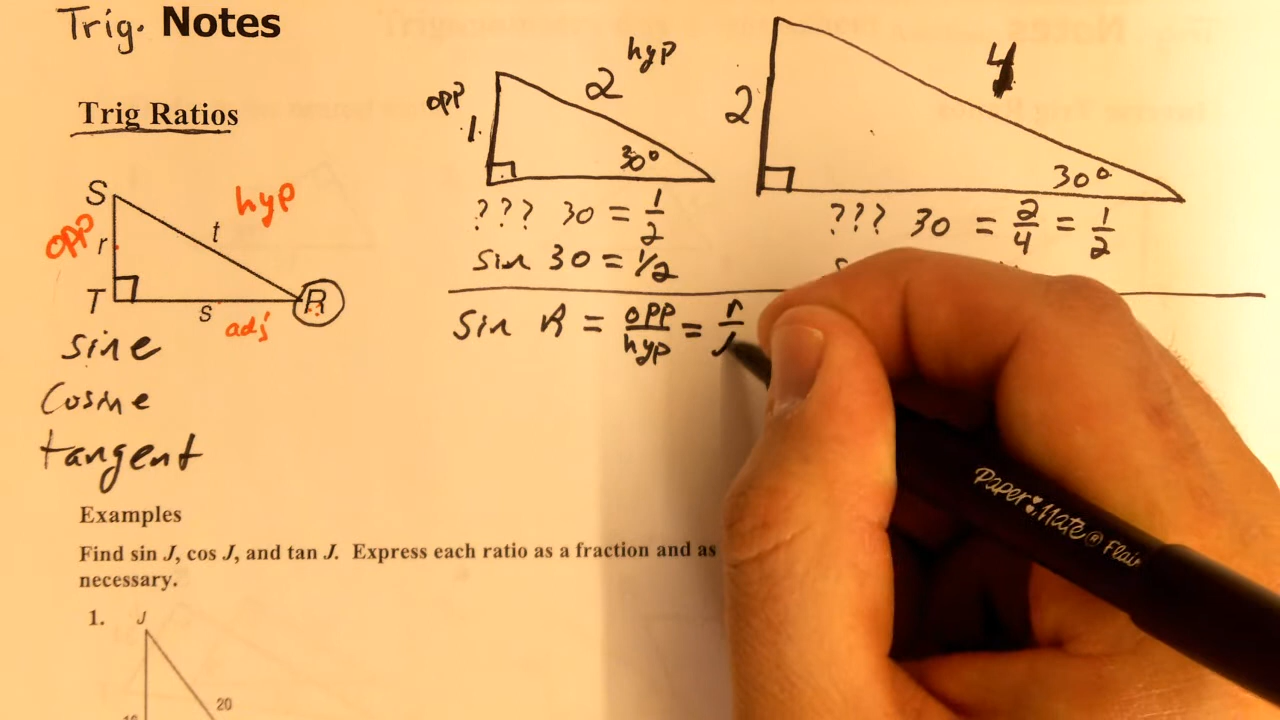 Trig. Notes
Trig Ratios
S
hyp
opp
r
t
T
s
adj
R
sine
cosine
tangent
opp
1
2
hyp
30°
??? 30 = 1/2
sin 30 = 1/2
2
4
30°
??? 30 = 2/4 = 1/2
sin R = opp/hyp = r/
Examples
Find sin J, cos J, and tan J. Express each ratio as a fraction and as
necessary.
1. J
20
Paper Mate® Flair